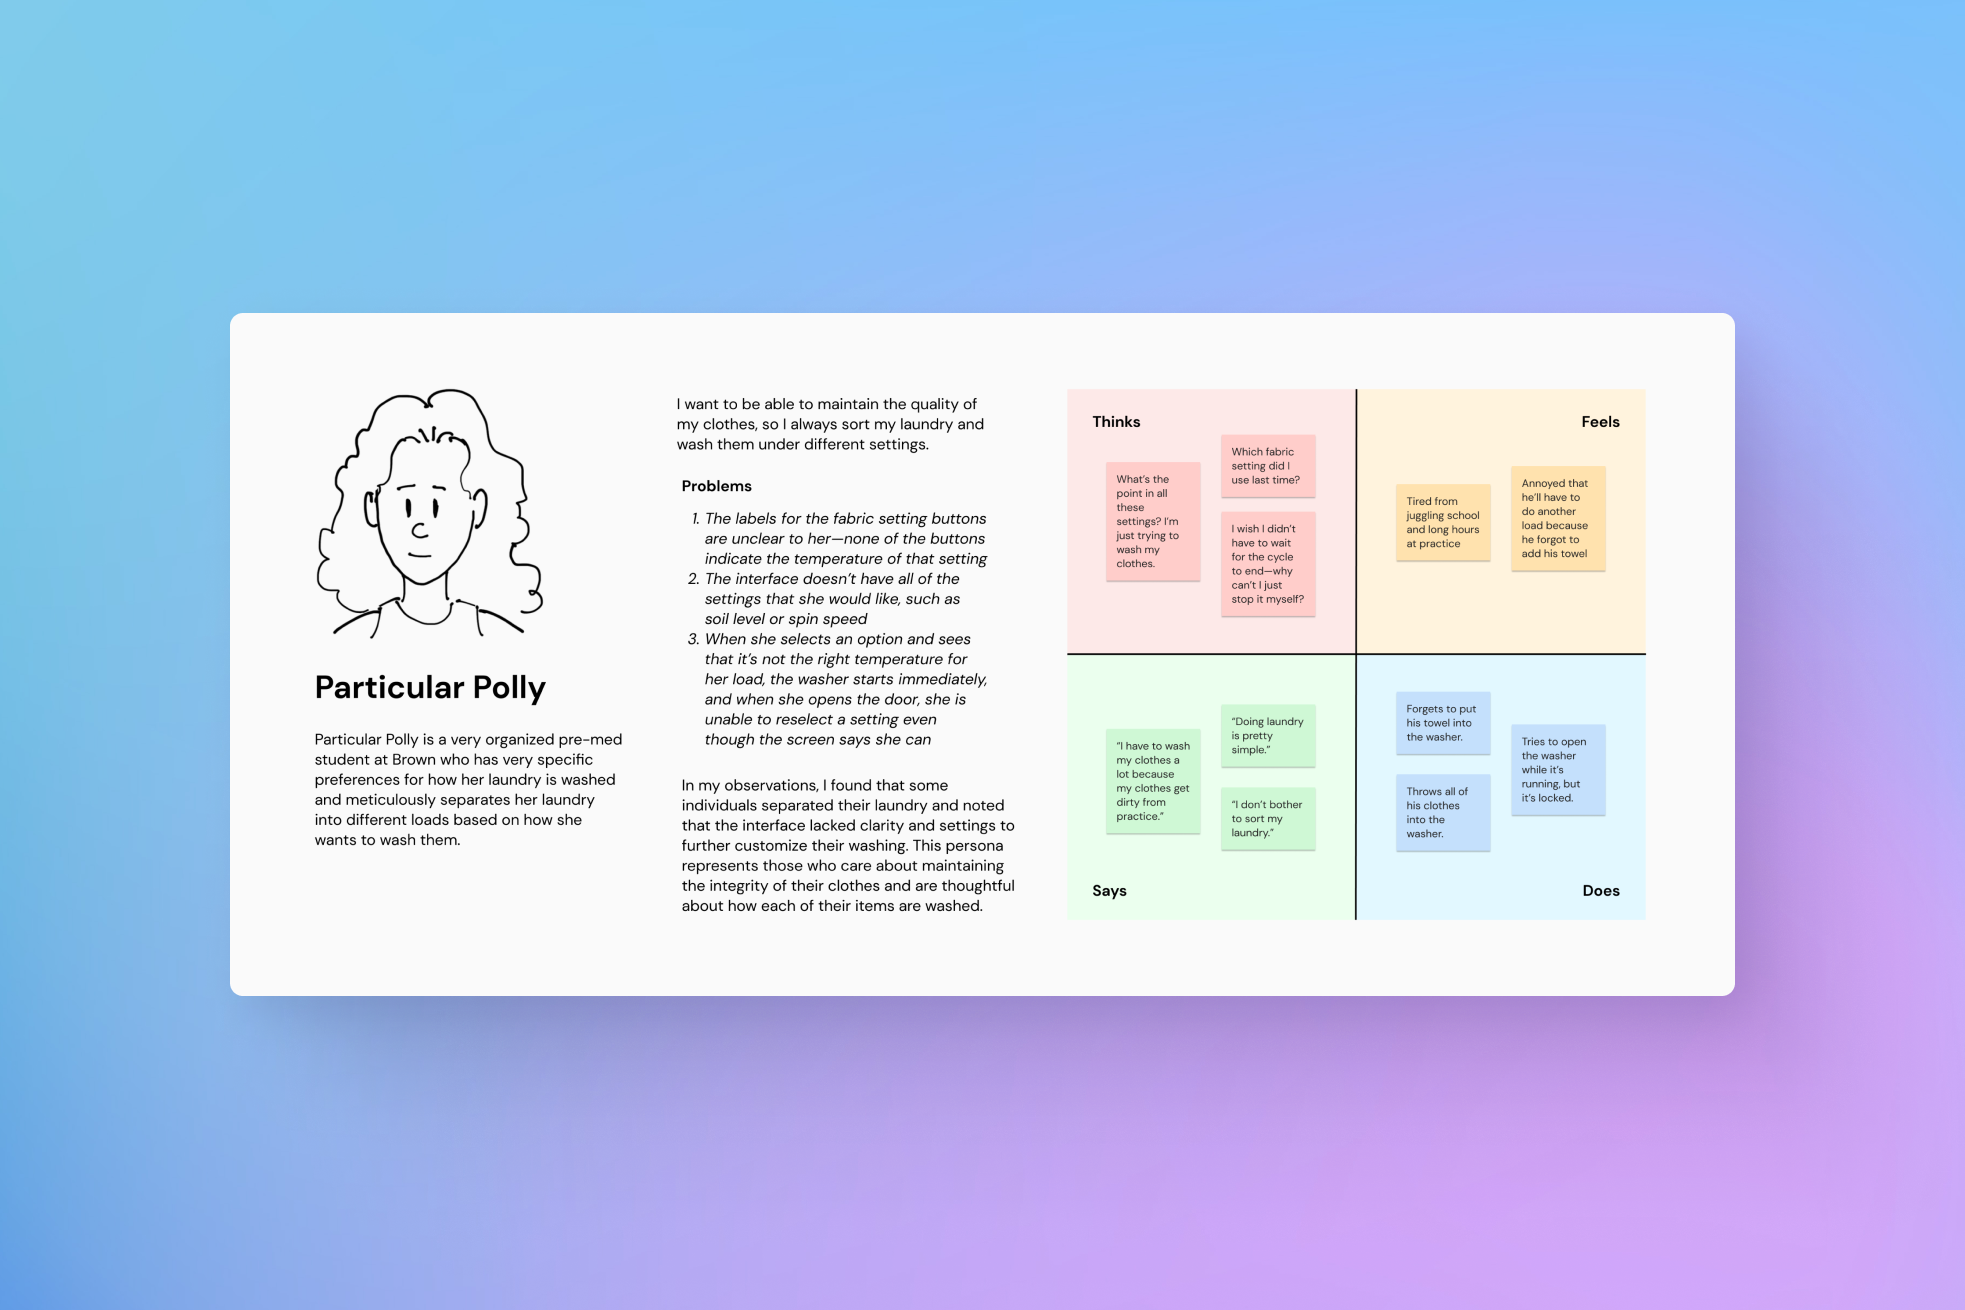 Particular Polly
Particular Polly is a very organized pre-med
student at Brown who has very specific
preferences for how her laundry is washed
and meticulously separates her laundry
into different loads based on how she
wants to wash them.
I want to be able to maintain the quality of
my clothes, so I always sort my laundry and
wash them under different settings.
Problems
1. The labels for the fabric setting buttons
are unclear to her—none of the buttons
indicate the temperature of that setting
2. The interface doesn't have all of the
settings that she would like, such as
soil level or spin speed
3. When she selects an option and sees
that it's not the right temperature for
her load, the washer starts immediately,
and when she opens the door, she is
unable to reselect a setting even
though the screen says she can
In my observations, I found that some
individuals separated their laundry and noted
that the interface lacked clarity and settings to
further customize their washing. This persona
represents those who care about maintaining
the integrity of their clothes and are thoughtful
about how each of their items are washed.
Thinks
What's the
point in all
these
settings? I'm
just trying to
wash my
clothes.
Which fabric
setting did I
use last time?
I wish I didn't
have to wait
for the cycle
to end—why
can't I just
stop it myself?
Feels
Tired from
juggling school
and long hours
at practice
Annoyed that
he'll have to
do another
load because
he forgot to
add his towel
"I have to wash
my clothes a
lot because
my clothes get
dirty from
practice."
"Doing laundry
is pretty
simple."
"I don't bother
to sort my
laundry."
Says
Forgets to put
his towel into
the washer.
Throws all of
his clothes
into the
washer.
Tries to open
the washer
while it's
running, but
it's locked.
Does